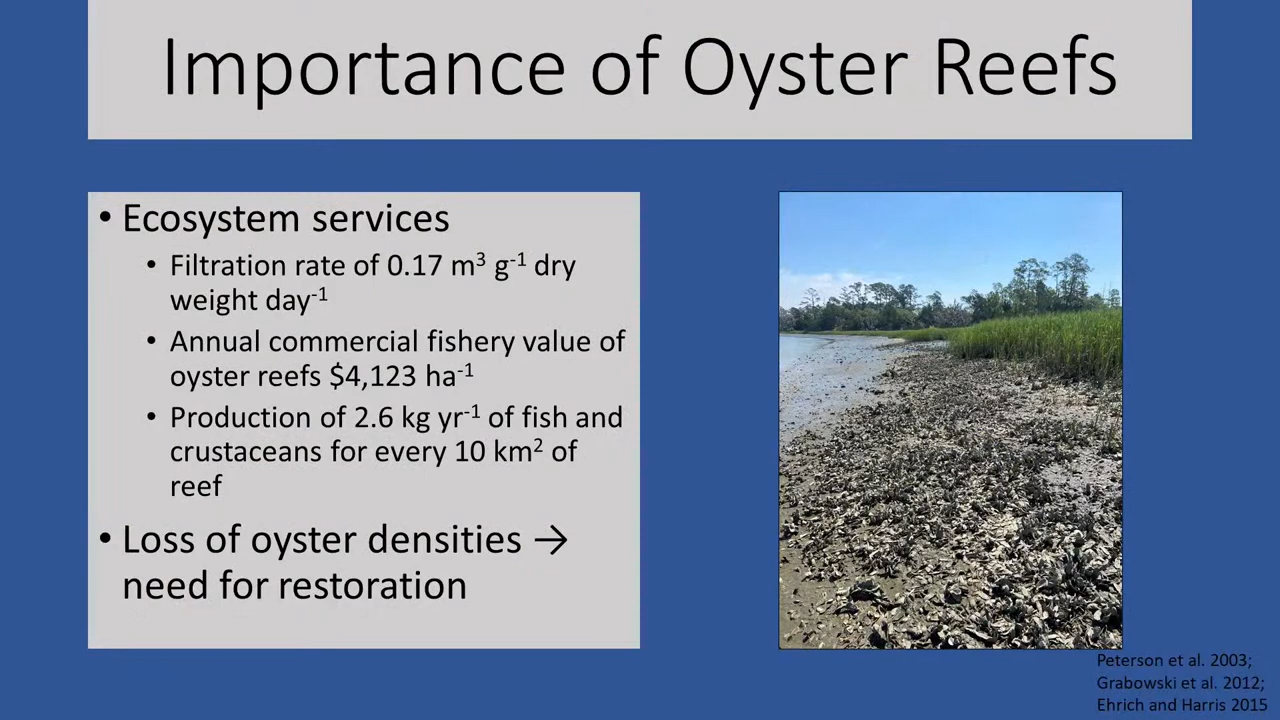 Importance of Oyster Reefs
• Ecosystem services
• Filtration rate of 0.17 m³ g⁻¹ dry
weight day⁻¹
• Annual commercial fishery value of
oyster reefs $4,123 ha⁻¹
• Production of 2.6 kg yr⁻¹ of fish and
crustaceans for every 10 km² of
reef
• Loss of oyster densities →
need for restoration
Peterson et al. 2003;
Grabowski et al. 2012;
Ehrich and Harris 2015